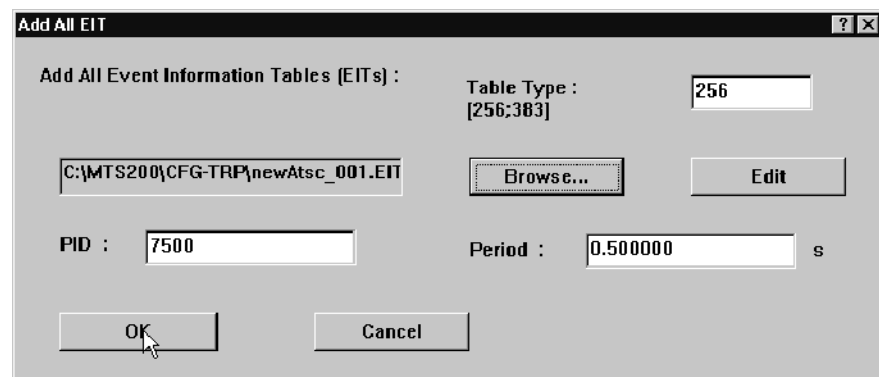 Add All EIT
Add All Event Information Tables (EITs) :
Table Type :
[256;383]
256
C:\MTS200\CFG-TRP\newAtsc_001.EIT
Browse...
Edit
PID :
7500
Period :
0.500000
s
OK
Cancel